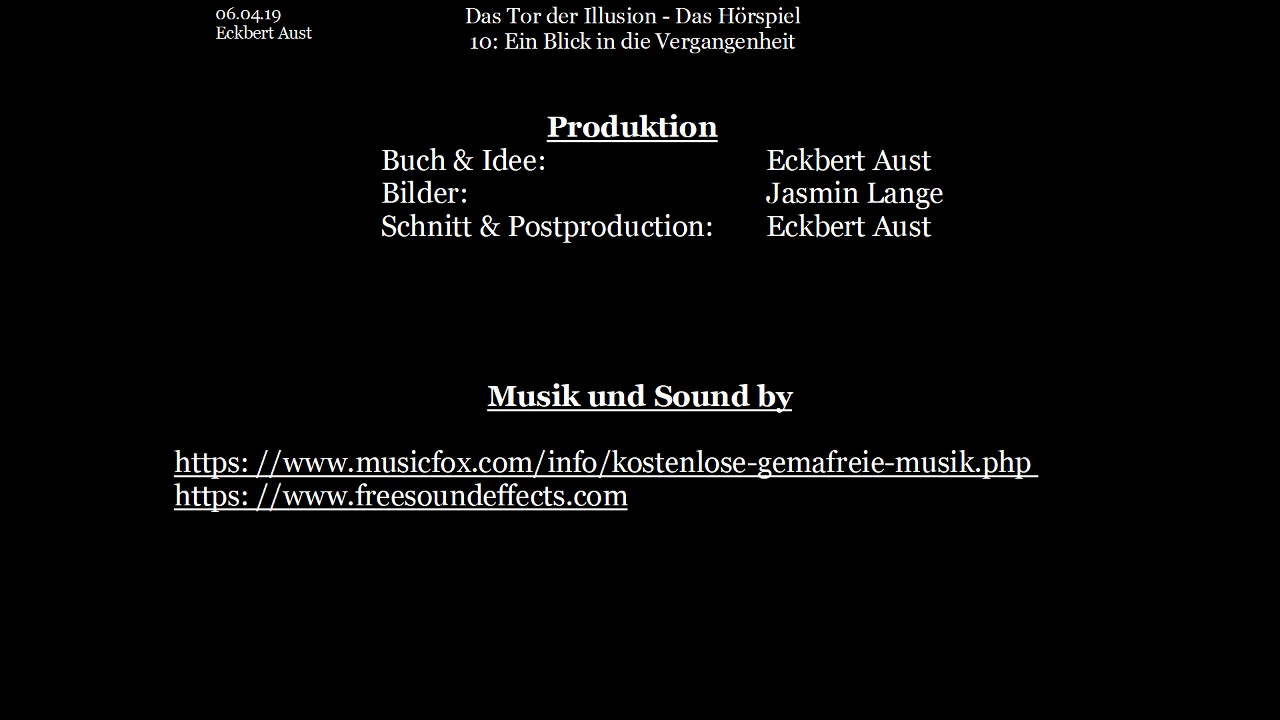 06.04.19
Eckbert Aust
Das Tor der Illusion - Das Hörspiel
10: Ein Blick in die Vergangenheit
Produktion
Buch & Idee: Eckbert Aust
Bilder: Jasmin Lange
Schnitt & Postproduction: Eckbert Aust
Musik und Sound by
https: //www.musicfox.com/info/kostenlose-gemafreie-musik.php
https: //www.freesoundeffects.com